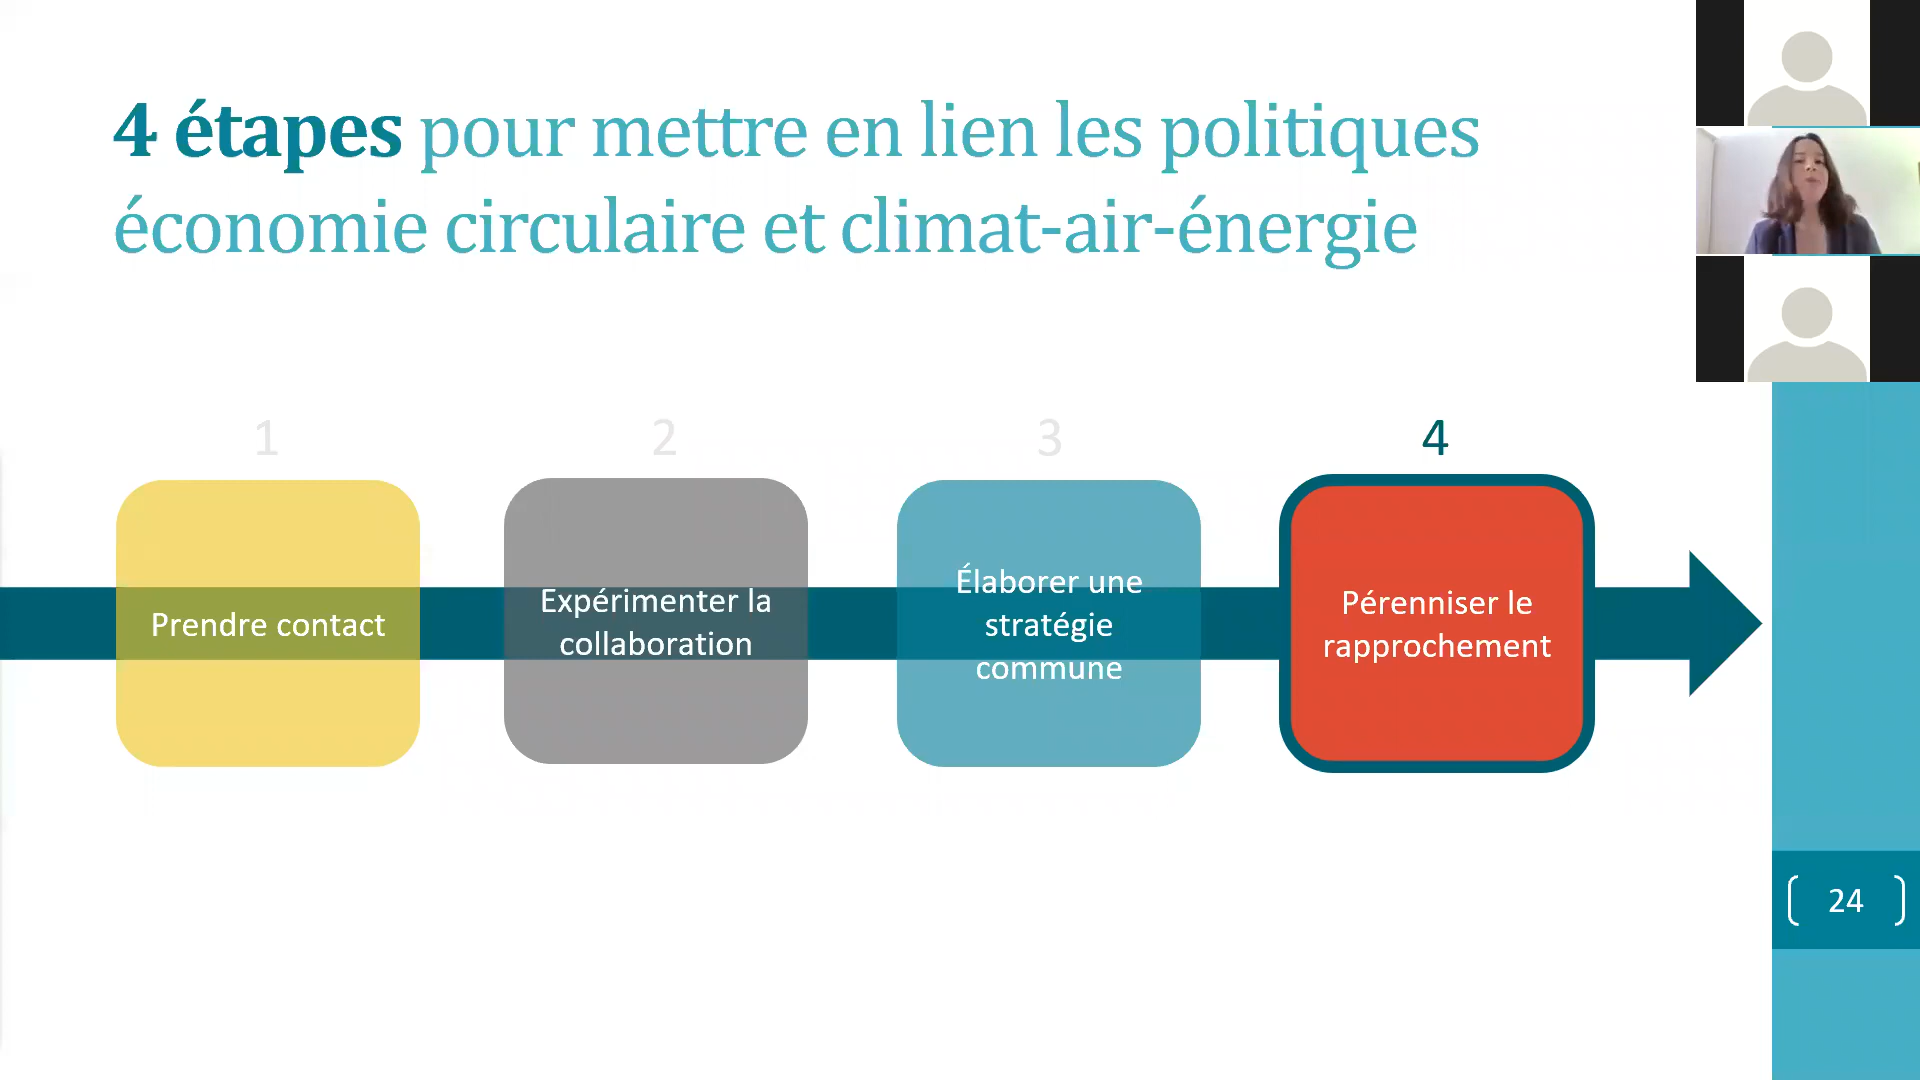 4 étapes pour mettre en lien les politiques
économie circulaire et climat-air-énergie
1
2
3
4
Prendre contact
Expérimenter la
collaboration
Élaborer une
stratégie
commune
Pérenniser le
rapprochement
24